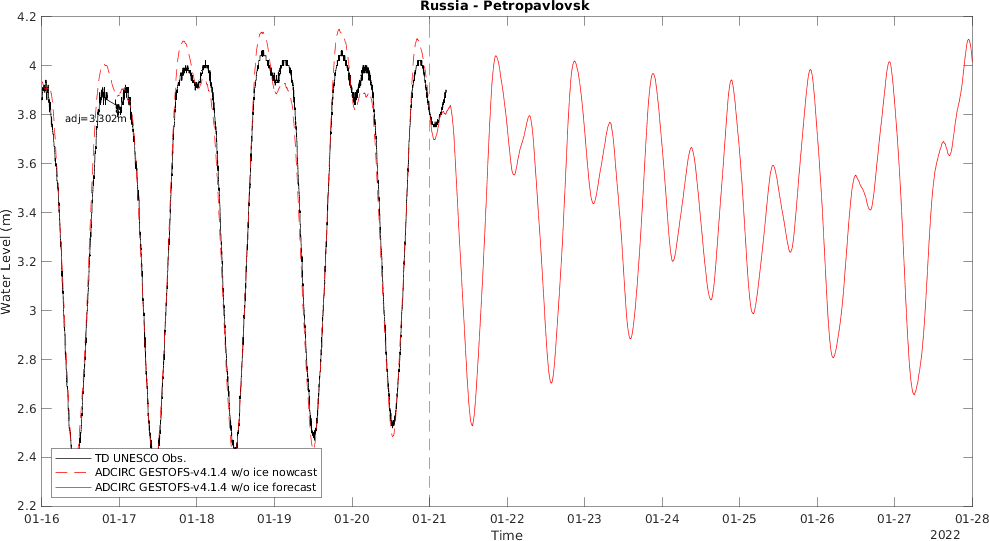 Russia - Petropavlovsk
4.2
4
3.8
3.6
3.4
3.2
3
2.8
2.6
2.4
2.2
Water Level (m)
adj=3.302m
TD UNESCO Obs.
ADCIRC GESTOFS-v4.1.4 w/o ice nowcast
ADCIRC GESTOFS-v4.1.4 w/o ice forecast
01-16 01-17 01-18 01-19 01-20 01-21 01-22 01-23 01-24 01-25 01-26 01-27 01-28
Time
2022